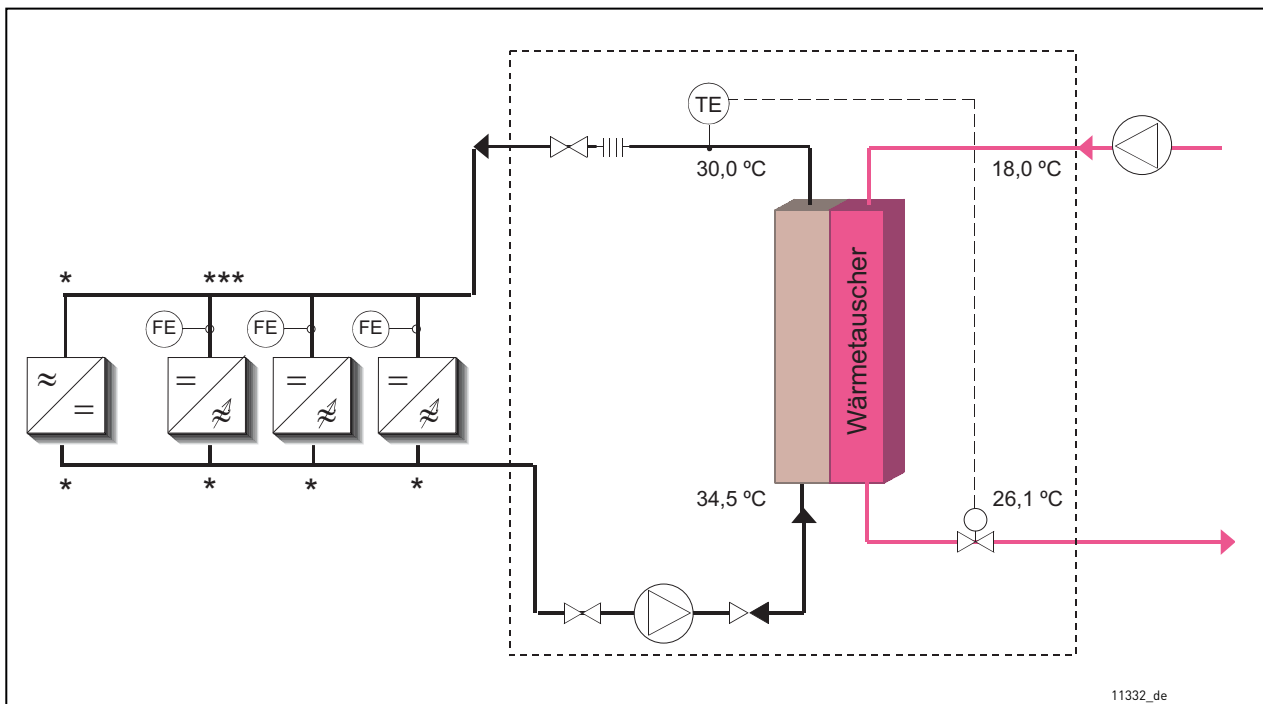 TE
30,0 ºC
18,0 ºC
* ***
FE FE FE
≈ = = =
= ≈ ≈ ≈
Wärmetauscher
* * * *
34,5 ºC
26,1 ºC
11332_de